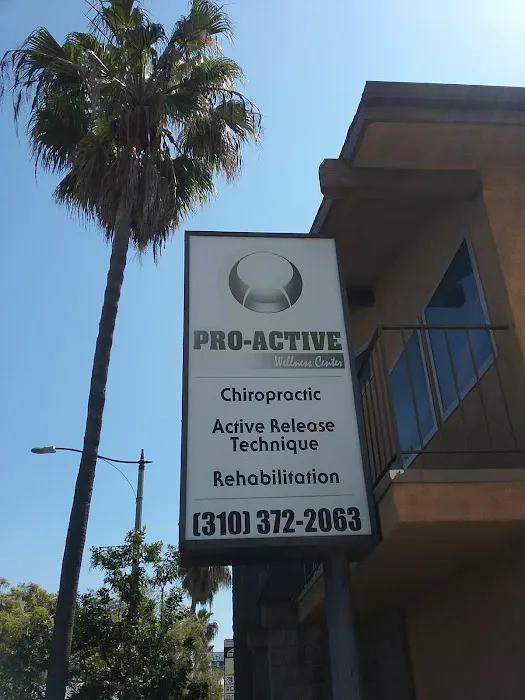 PRO-ACTIVE
Wellness Center
Chiropractic
Active Release
Technique
Rehabilitation
(310) 372-2063